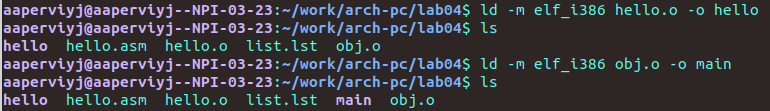 aaperviyj@aaperviyj--NPI-03-23:~/work/arch-pc/lab04$ ld -m elf_i386 hello.o -o hello
aaperviyj@aaperviyj--NPI-03-23:~/work/arch-pc/lab04$ ls
hello  hello.asm  hello.o  list.lst  obj.o
aaperviyj@aaperviyj--NPI-03-23:~/work/arch-pc/lab04$ ld -m elf_i386 obj.o -o main
aaperviyj@aaperviyj--NPI-03-23:~/work/arch-pc/lab04$ ls
hello  hello.asm  hello.o  list.lst  main  obj.o